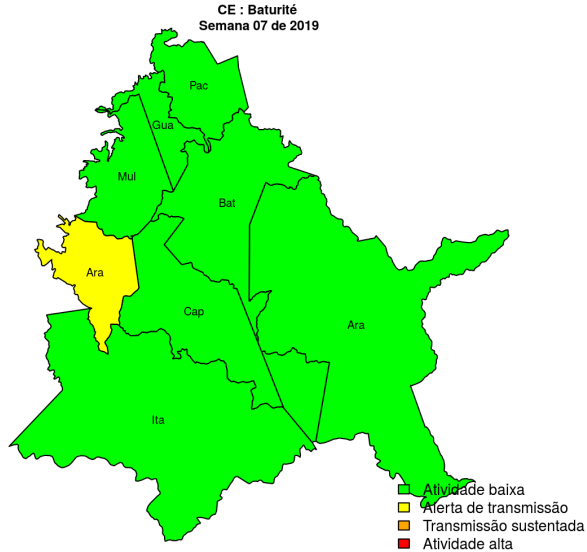 CE : Baturité
Semana 07 de 2019
Pac
Gua
Mul
Bat
Ara
Cap
Ara
Ita
Atividade baixa
Alerta de transmissão
Transmissão sustentada
Atividade alta